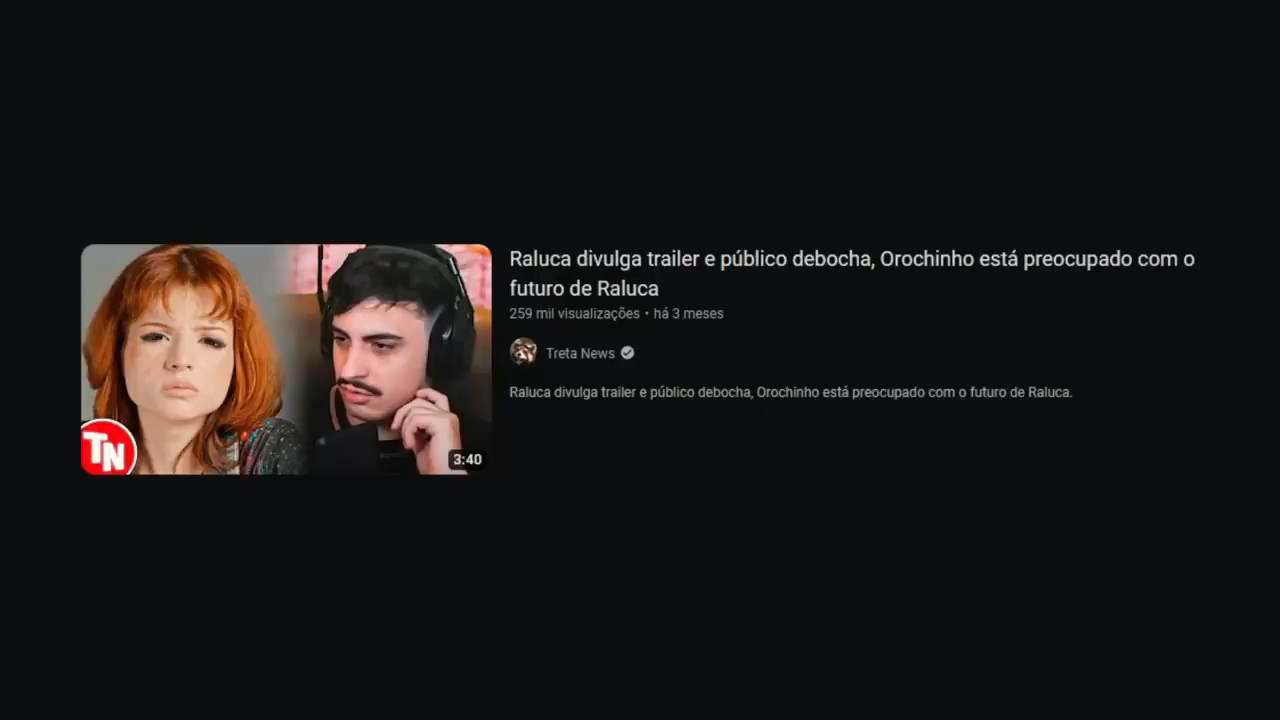 Raluca divulga trailer e público debocha, Orochinho está preocupado com o
futuro de Raluca
259 mil visualizações • há 3 meses
Treta News
Raluca divulga trailer e público debocha, Orochinho está preocupado com o futuro de Raluca.
TN
3:40